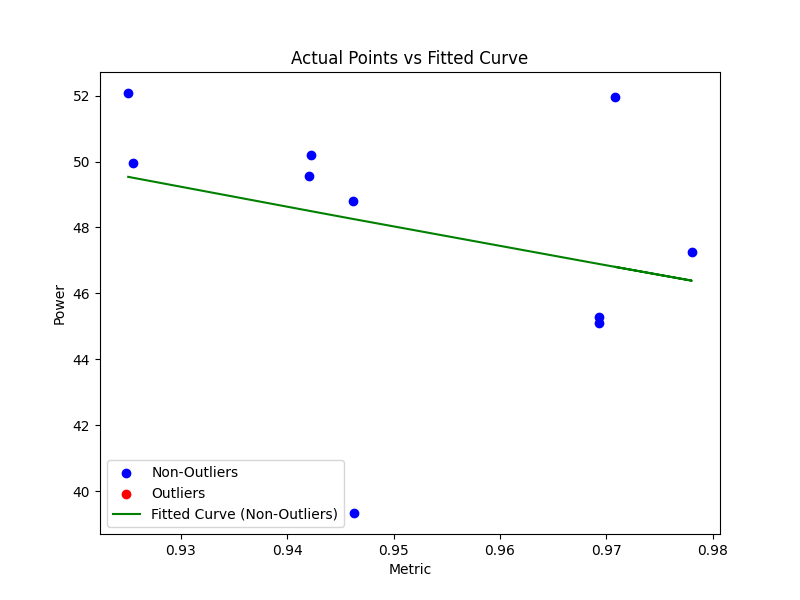 Actual Points vs Fitted Curve
52
50
48
46
44
42
40
Power
Non-Outliers
Outliers
Fitted Curve (Non-Outliers)
0.93 0.94 0.95 0.96 0.97 0.98
Metric